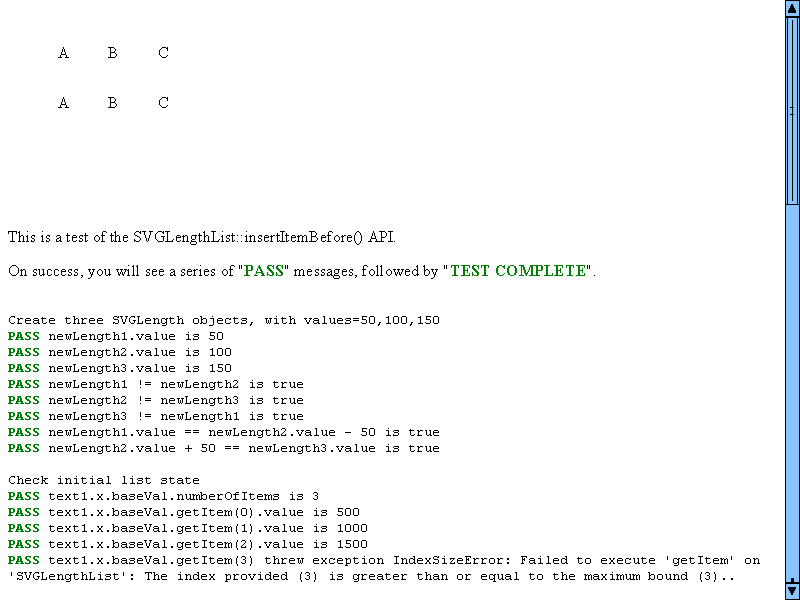 A B C
A B C
This is a test of the SVGLengthList::insertItemBefore() API.
On success, you will see a series of "PASS" messages, followed by "TEST COMPLETE".
Create three SVGLength objects, with values=50,100,150
PASS newLength1.value is 50
PASS newLength2.value is 100
PASS newLength3.value is 150
PASS newLength1 != newLength2 is true
PASS newLength2 != newLength3 is true
PASS newLength3 != newLength1 is true
PASS newLength1.value == newLength2.value - 50 is true
PASS newLength2.value + 50 == newLength3.value is true
Check initial list state
PASS text1.x.baseVal.numberOfItems is 3
PASS text1.x.baseVal.getItem(0).value is 500
PASS text1.x.baseVal.getItem(1).value is 1000
PASS text1.x.baseVal.getItem(2).value is 1500
PASS text1.x.baseVal.getItem(3) threw exception IndexSizeError: Failed to execute 'getItem' on
'SVGLengthList': The index provided (3) is greater than or equal to the maximum bound (3)..